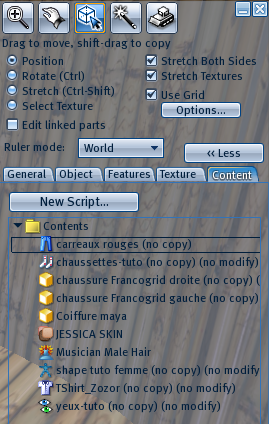 Drag to move, shift-drag to copy
Position
Rotate (Ctrl)
Stretch (Ctrl-Shift)
Select Texture
Edit linked parts
Stretch Both Sides
Stretch Textures
Use Grid
Options...
Ruler mode:
World
<< Less
General
Object
Features
Texture
Content
New Script...
Contents
carreaux rouges (no copy)
chaussettes-tuto (no copy) (no modify)
chaussure Francogrid droite (no copy) (
chaussure Francogrid gauche (no copy)
Coiffure maya
JESSICA SKIN
Musician Male Hair
shape tuto femme (no copy) (no modify)
TShirt_Zozor (no copy) (no modify)
yeux-tuto (no copy) (no modify)